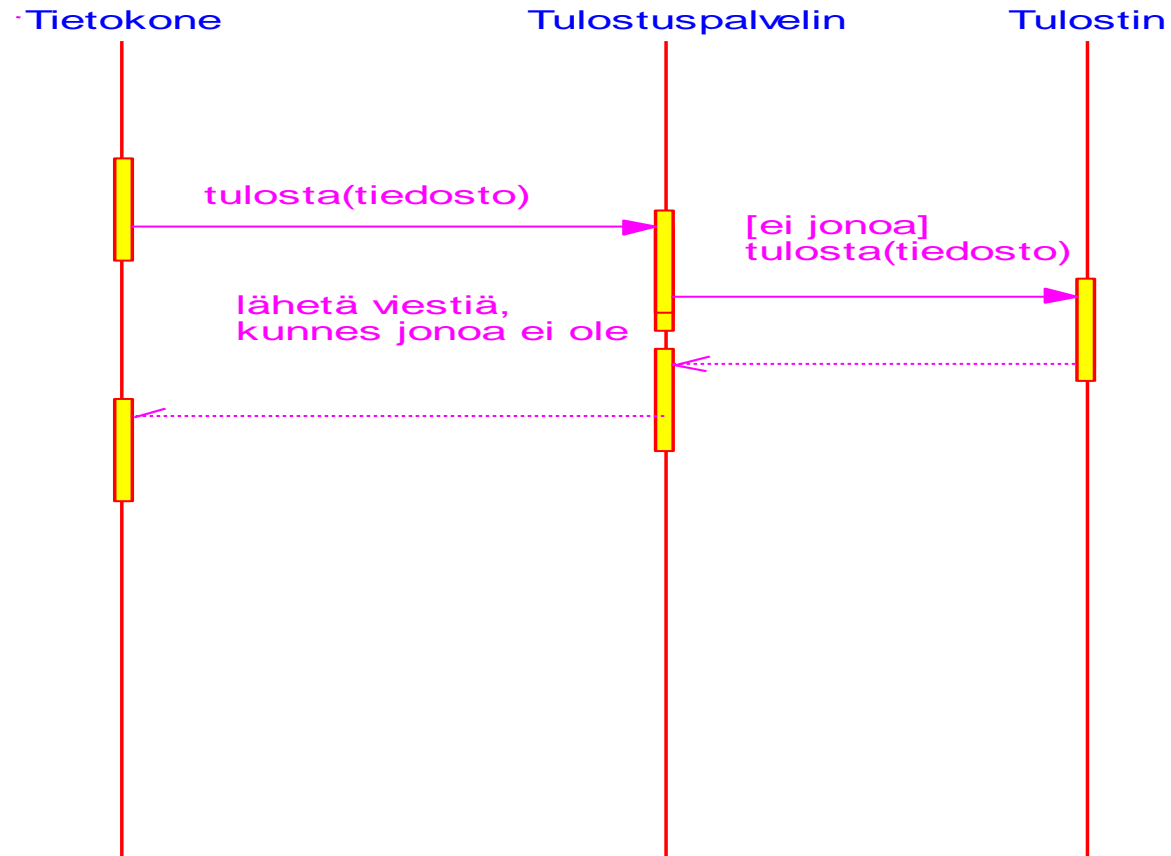 Tietokone
Tulostuspalvelin
Tulostin
tulosta(tiedosto)
[ei jonoa]
tulosta(tiedosto)
lähetä viestiä,
kunnes jonoa ei ole